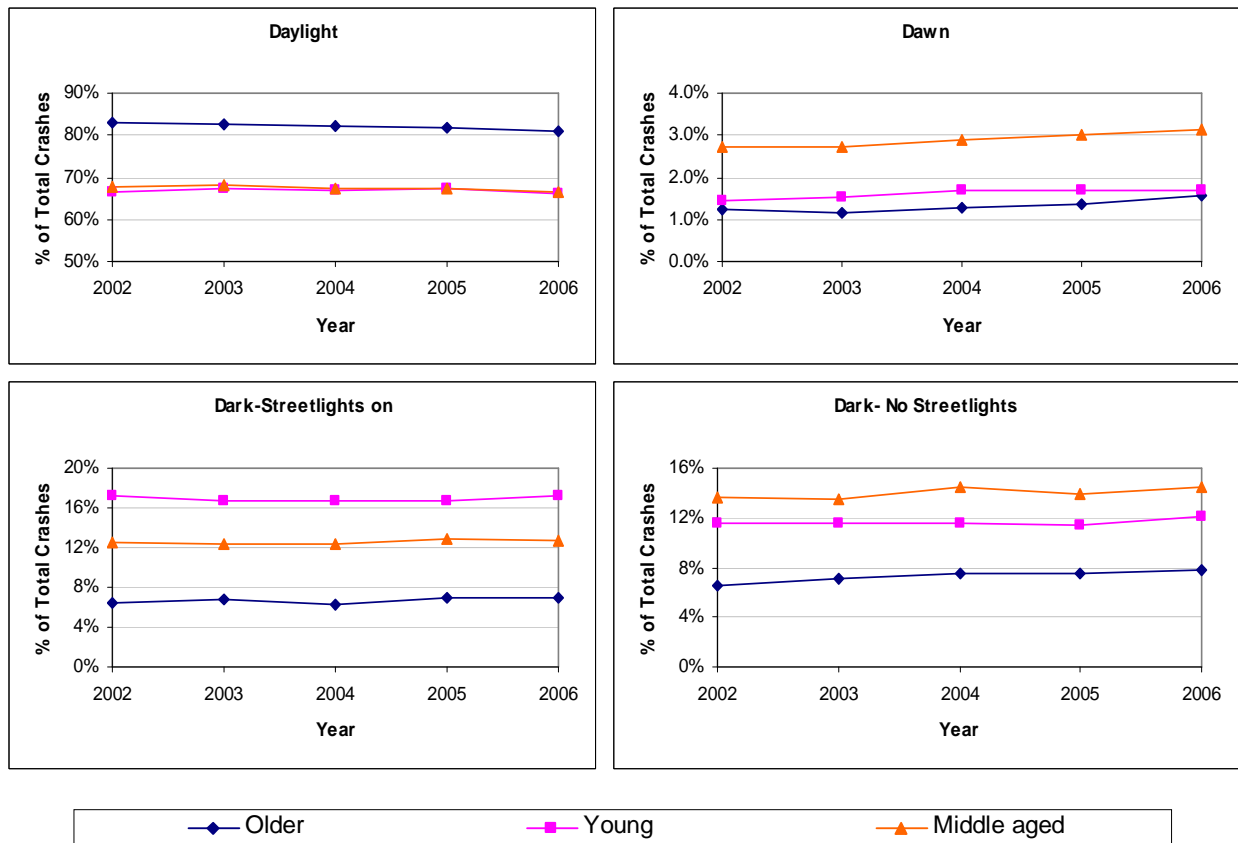 Daylight
% of Total Crashes
90%
80%
70%
60%
50%
2002 2003 2004 2005 2006
Year
Dawn
% of Total Crashes
4.0%
3.0%
2.0%
1.0%
0.0%
2002 2003 2004 2005 2006
Year
Dark-Streetlights on
% of Total Crashes
20%
16%
12%
8%
4%
0%
2002 2003 2004 2005 2006
Year
Dark- No Streetlights
% of Total Crashes
16%
12%
8%
4%
0%
2002 2003 2004 2005 2006
Year
Older Young Middle aged